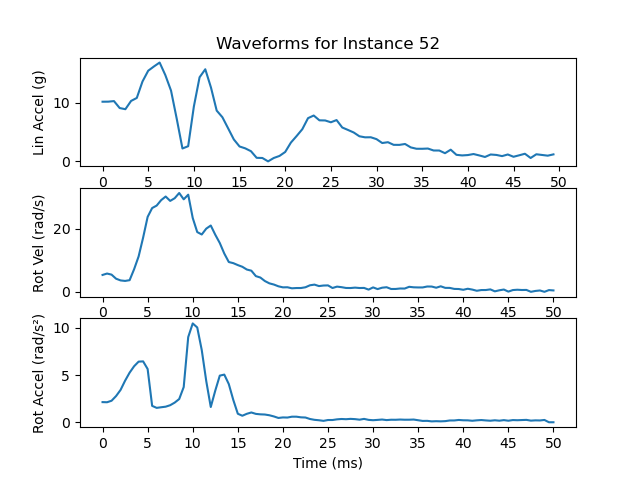 Waveforms for Instance 52
Lin Accel (g)
10
0
0 5 10 15 20 25 30 35 40 45 50
Rot Vel (rad/s)
20
0
0 5 10 15 20 25 30 35 40 45 50
Rot Accel (rad/s²)
10
5
0
0 5 10 15 20 25 30 35 40 45 50
Time (ms)